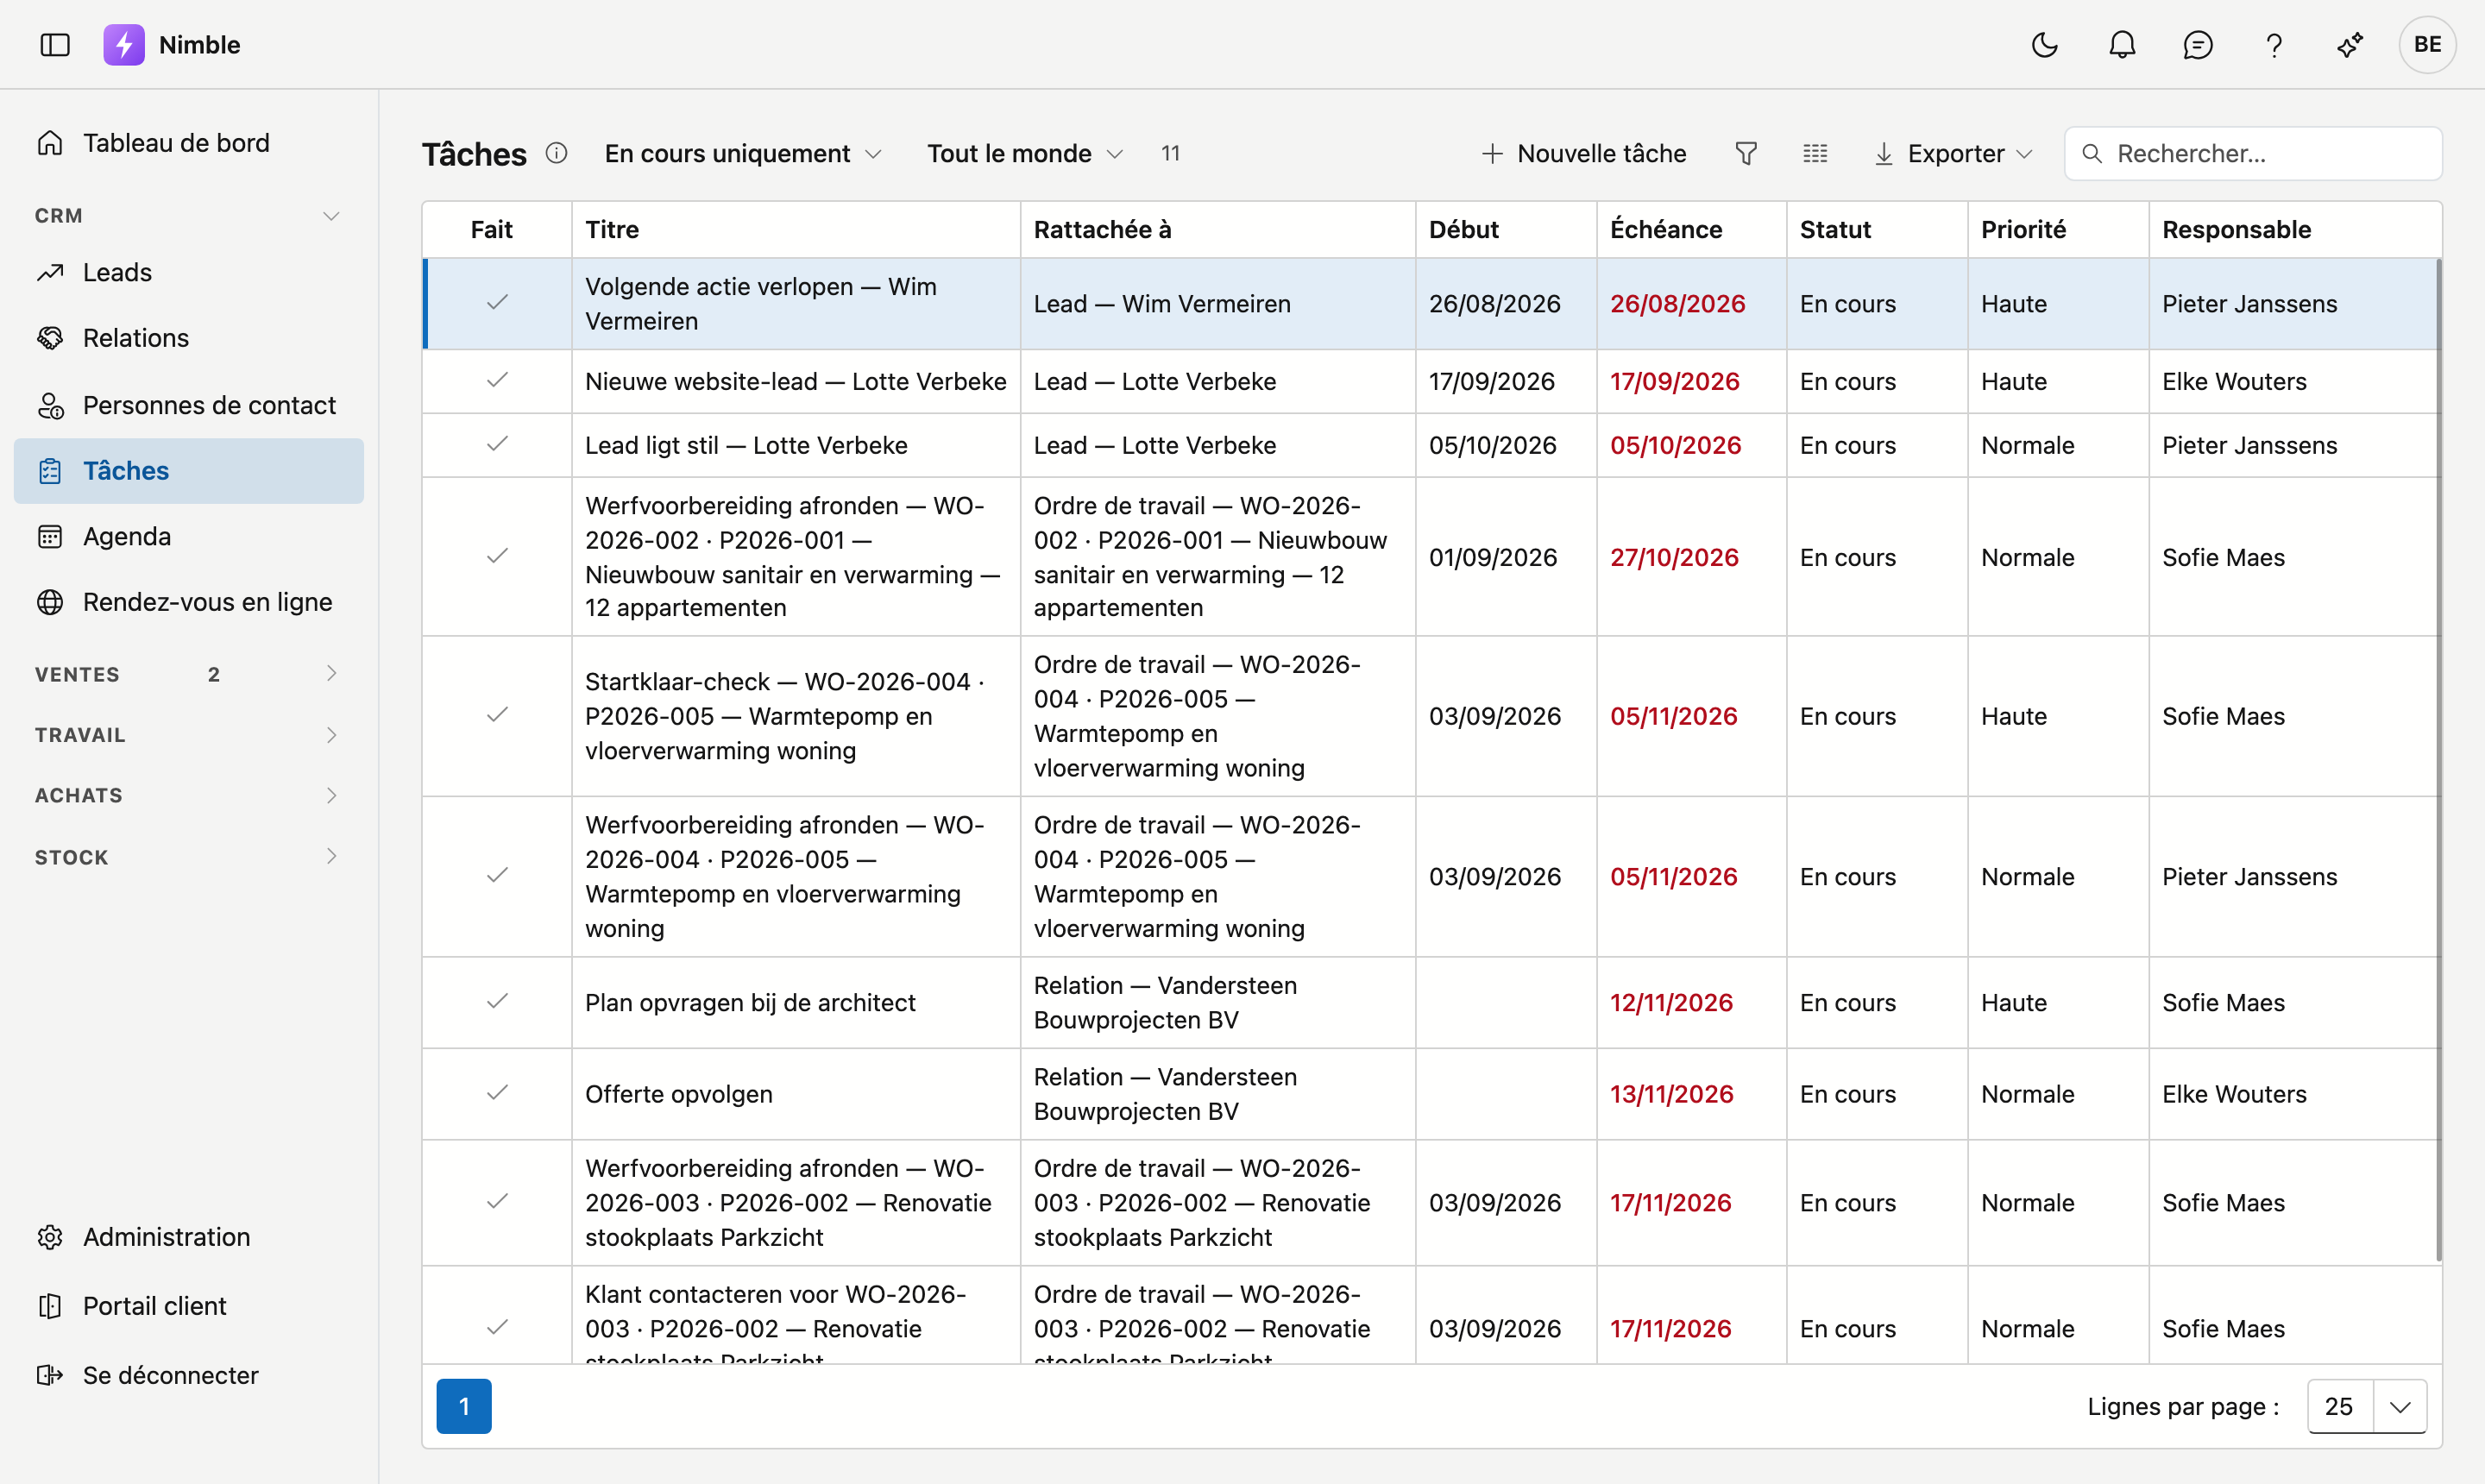 Nimble
BE
Tableau de bord
CRM
Leads
Relations
Personnes de contact
Tâches
Agenda
Rendez-vous en ligne
VENTES 2
TRAVAIL
ACHATS
STOCK
Administration
Portail client
Se déconnecter
Tâches En cours uniquement Tout le monde 11 Nouvelle tâche Exporter Rechercher...
Fait Titre Rattachée à Début Échéance Statut Priorité Responsable
Volgende actie verlopen — Wim
Vermeiren
Lead — Wim Vermeiren
26/08/2026 26/08/2026 En cours Haute Pieter Janssens
Nieuwe website-lead — Lotte Verbeke Lead — Lotte Verbeke 17/09/2026 17/09/2026 En cours Haute Elke Wouters
Lead ligt stil — Lotte Verbeke Lead — Lotte Verbeke 05/10/2026 05/10/2026 En cours Normale Pieter Janssens
Werfvoorbereiding afronden — WO-
2026-002 · P2026-001 —
Nieuwbouw sanitair en verwarming —
12 appartementen
Ordre de travail — WO-2026-
002 · P2026-001 — Nieuwbouw
sanitair en verwarming — 12
appartementen
01/09/2026 27/10/2026 En cours Normale Sofie Maes
Startklaar-check — WO-2026-004 ·
P2026-005 — Warmtepomp en
vloerverwarming woning
Ordre de travail — WO-2026-
004 · P2026-005 —
Warmtepomp en
vloerverwarming woning
03/09/2026 05/11/2026 En cours Haute Sofie Maes
Werfvoorbereiding afronden — WO-
2026-004 · P2026-005 —
Warmtepomp en vloerverwarming
woning
Ordre de travail — WO-2026-
004 · P2026-005 —
Warmtepomp en
vloerverwarming woning
03/09/2026 05/11/2026 En cours Normale Pieter Janssens
Plan opvragen bij de architect
Relation — Vandersteen
Bouwprojecten BV
12/11/2026 En cours Haute Sofie Maes
Offerte opvolgen
Relation — Vandersteen
Bouwprojecten BV
13/11/2026 En cours Normale Elke Wouters
Werfvoorbereiding afronden — WO-
2026-003 · P2026-002 — Renovatie
stookplaats Parkzicht
Ordre de travail — WO-2026-
003 · P2026-002 — Renovatie
stookplaats Parkzicht
03/09/2026 17/11/2026 En cours Normale Sofie Maes
Klant contacteren voor WO-2026-
003 · P2026-002 — Renovatie
stookplaats Parkzicht
Ordre de travail — WO-2026-
003 · P2026-002 — Renovatie
stookplaats Parkzicht
03/09/2026 17/11/2026 En cours Normale Sofie Maes
1
Lignes par page : 25